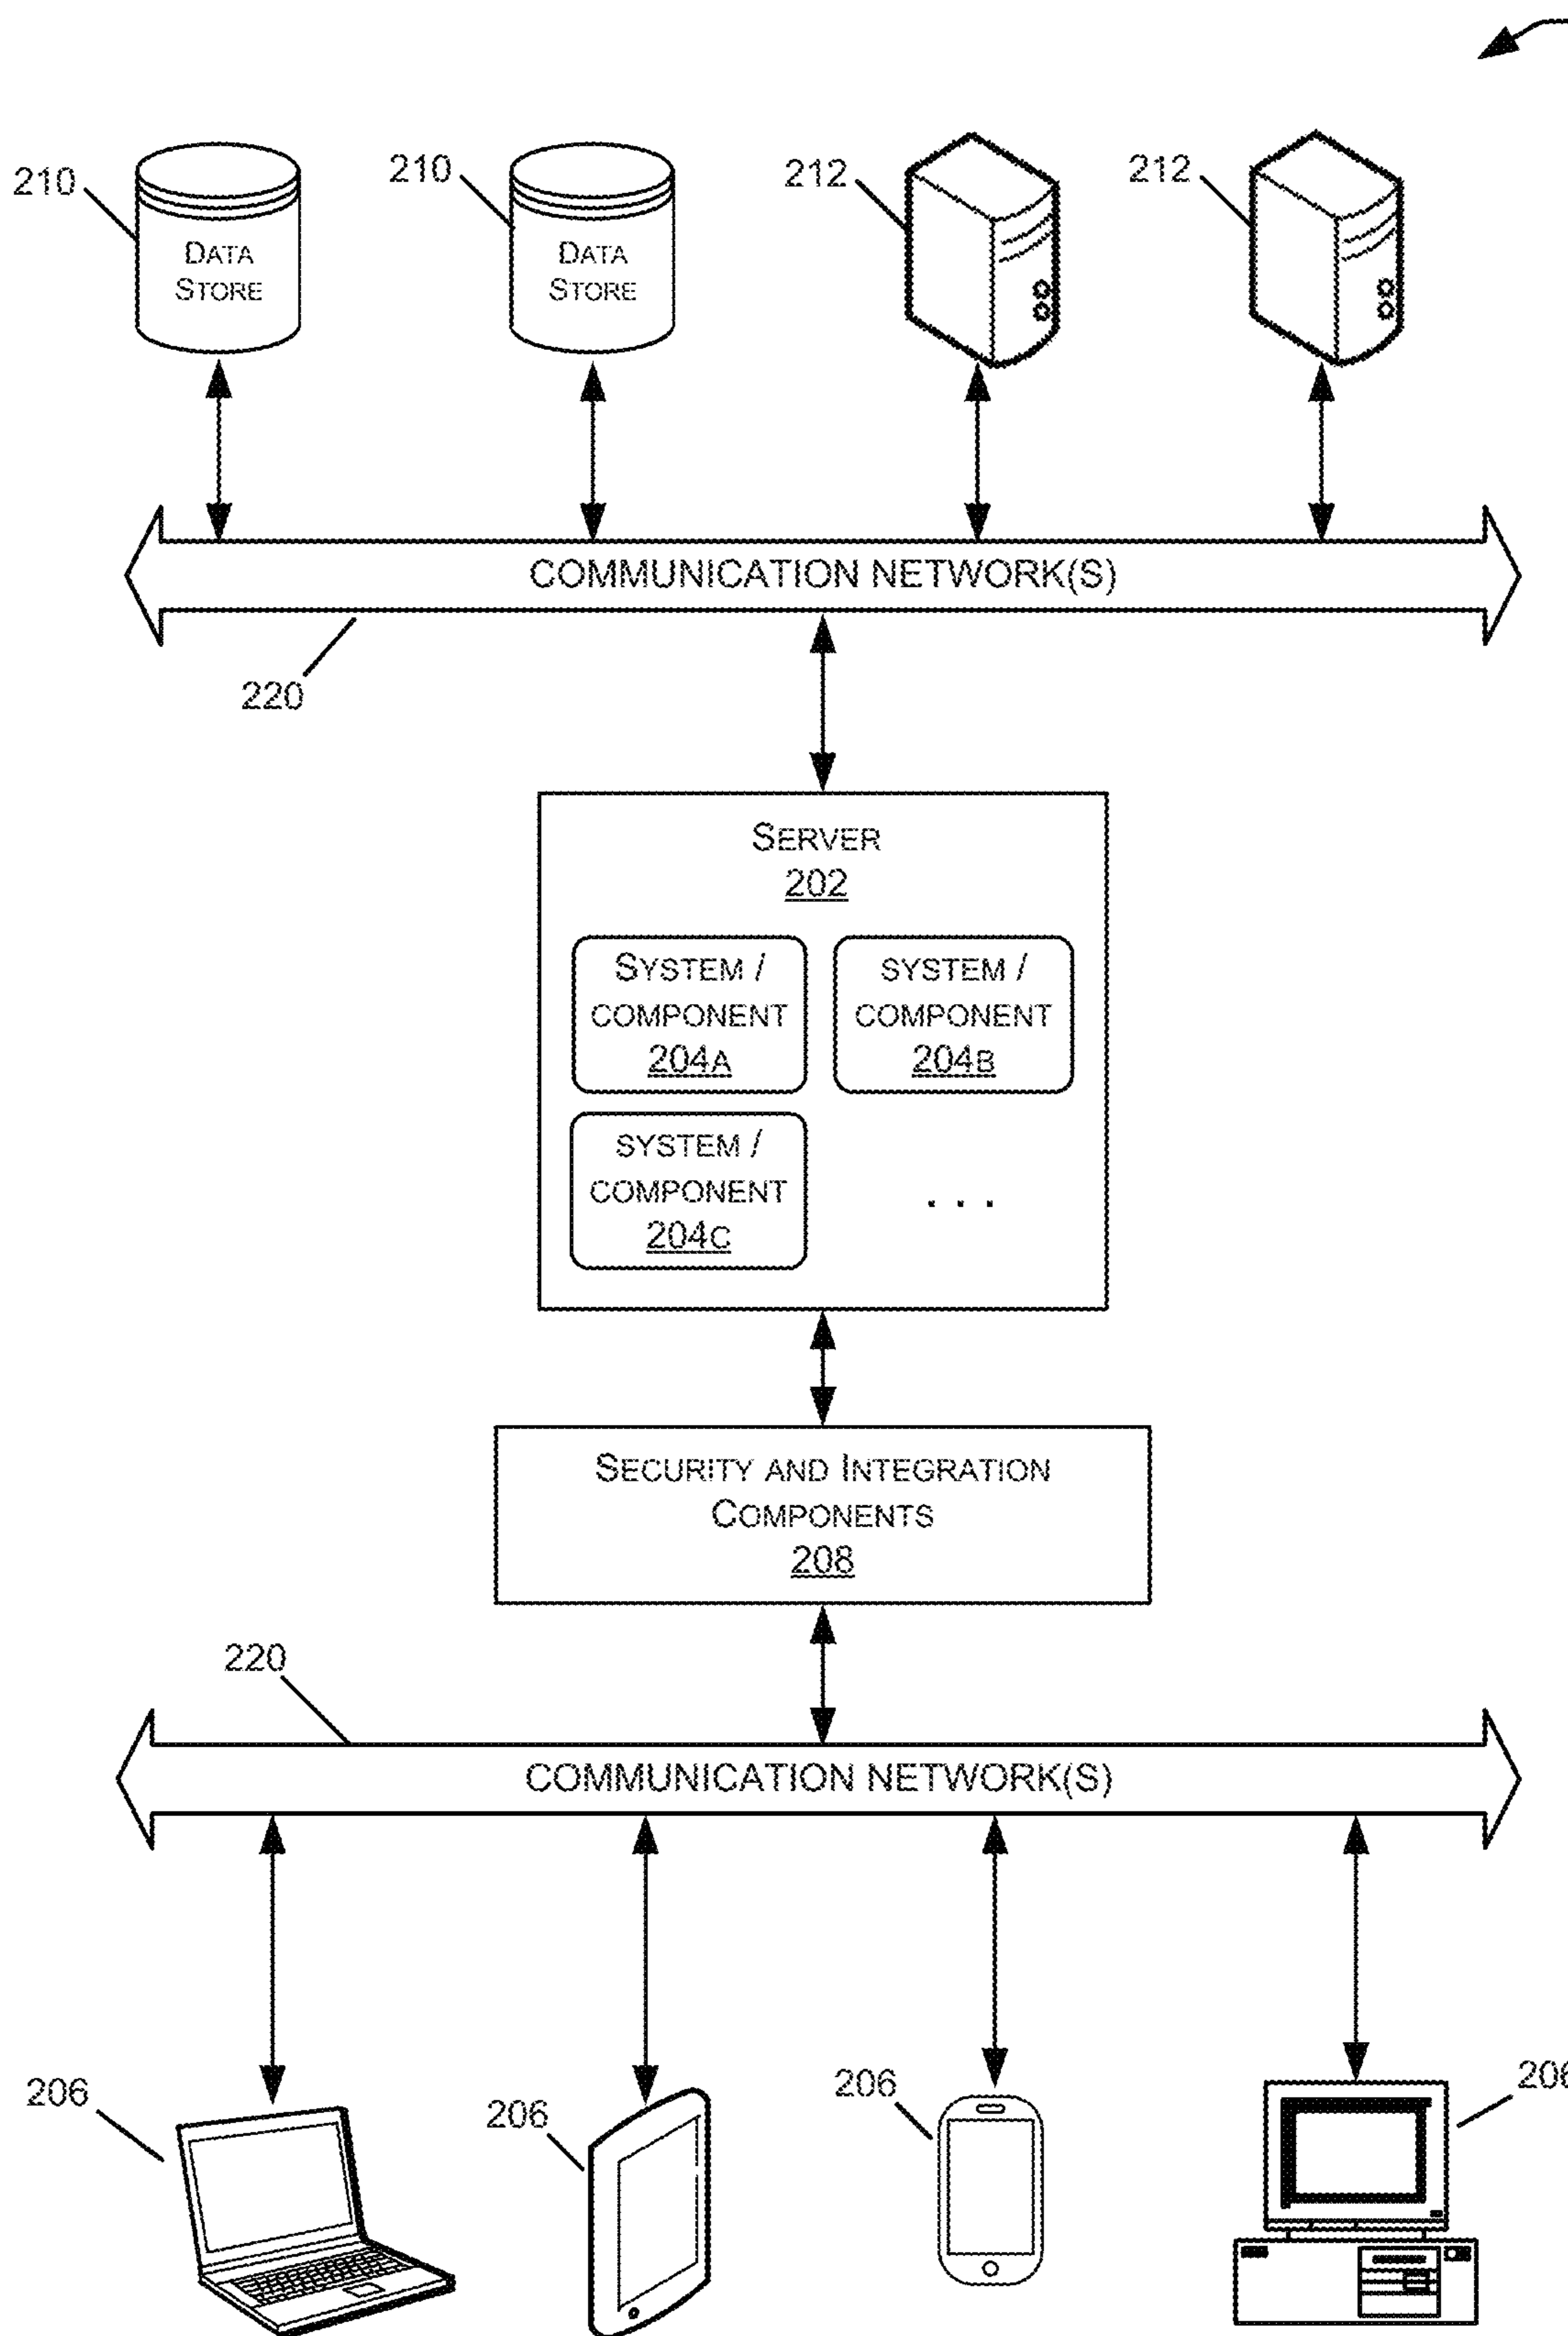 210
210
212
212
DATA
STORE
DATA
STORE
COMMUNICATION NETWORK(S)
220
SERVER
202
SYSTEM /
COMPONENT
204A
SYSTEM /
COMPONENT
204B
SYSTEM /
COMPONENT
204C
. . .
SECURITY AND INTEGRATION
COMPONENTS
208
220
COMMUNICATION NETWORK(S)
206
206
206
206